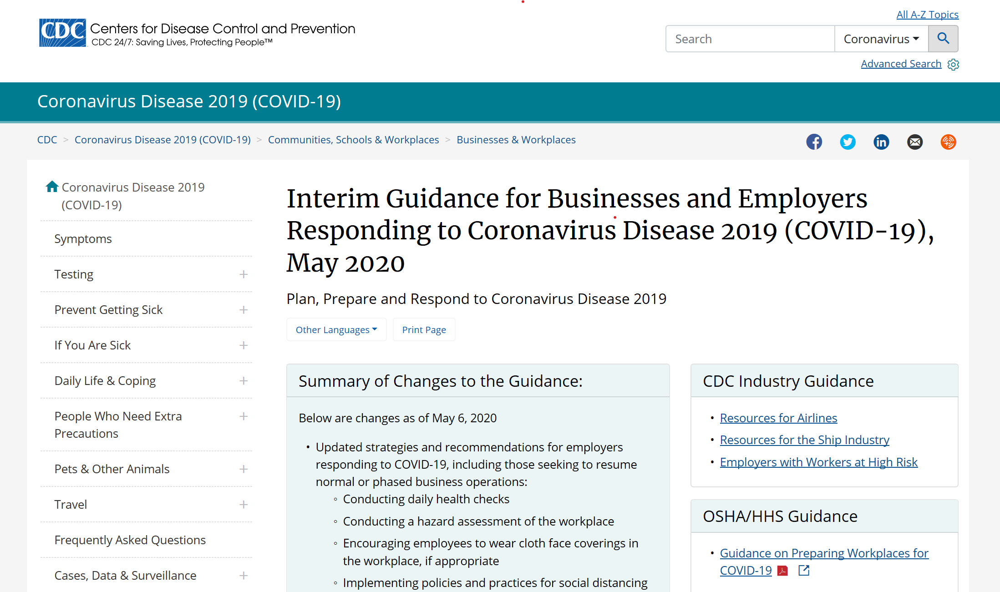 All A-Z Topics
CDC Centers for Disease Control and Prevention
CDC 24/7: Saving Lives, Protecting People™
Search
Coronavirus
Advanced Search
Coronavirus Disease 2019 (COVID-19)
CDC > Coronavirus Disease 2019 (COVID-19) > Communities, Schools & Workplaces > Businesses & Workplaces
Coronavirus Disease 2019
(COVID-19)
Symptoms
Testing
Prevent Getting Sick
If You Are Sick
Daily Life & Coping
People Who Need Extra
Precautions
Pets & Other Animals
Travel
Frequently Asked Questions
Cases, Data & Surveillance
Interim Guidance for Businesses and Employers
Responding to Coronavirus Disease 2019 (COVID-19),
May 2020
Plan, Prepare and Respond to Coronavirus Disease 2019
Other Languages
Print Page
Summary of Changes to the Guidance:
Below are changes as of May 6, 2020
• Updated strategies and recommendations for employers
responding to COVID-19, including those seeking to resume
normal or phased business operations:
◦ Conducting daily health checks
◦ Conducting a hazard assessment of the workplace
◦ Encouraging employees to wear cloth face coverings in
the workplace, if appropriate
◦ Implementing policies and practices for social distancing
CDC Industry Guidance
• Resources for Airlines
• Resources for the Ship Industry
• Employers with Workers at High Risk
OSHA/HHS Guidance
• Guidance on Preparing Workplaces for
COVID-19